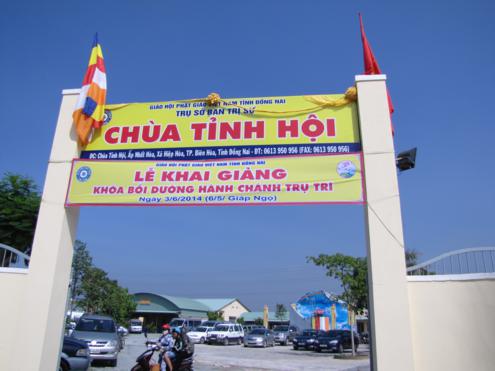 GIÁO HỘI PHẬT GIÁO VIỆT NAM TỈNH ĐỒNG NAI
TRỤ SỞ BAN TRỊ SỰ
CHÙA TỈNH HỘI
ĐC: Chùa Tỉnh Hội, Ấp Nhất Hòa, Xã Hiệp Hòa, TP. Biên Hòa, Tỉnh Đồng Nai - ĐT: 0613 950 956 (FAX: 0613 950 956)
GIÁO HỘI PHẬT GIÁO VIỆT NAM TỈNH ĐỒNG NAI
LỄ KHAI GIẢNG
KHÓA BỒI DƯỠNG HÀNH CHÁNH TRỤ TRÌ
Ngày 3/6/2014 (6/5/ Giáp Ngọ)